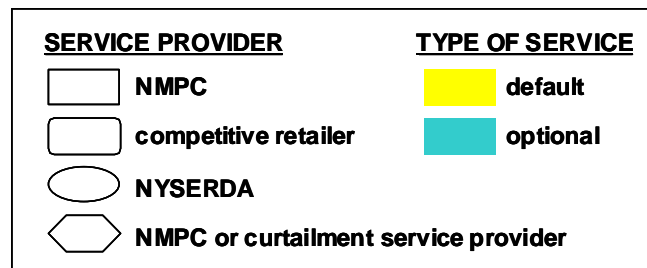 SERVICE PROVIDER TYPE OF SERVICE
NMPC default
competitive retailer optional
NYSERDA
NMPC or curtailment service provider